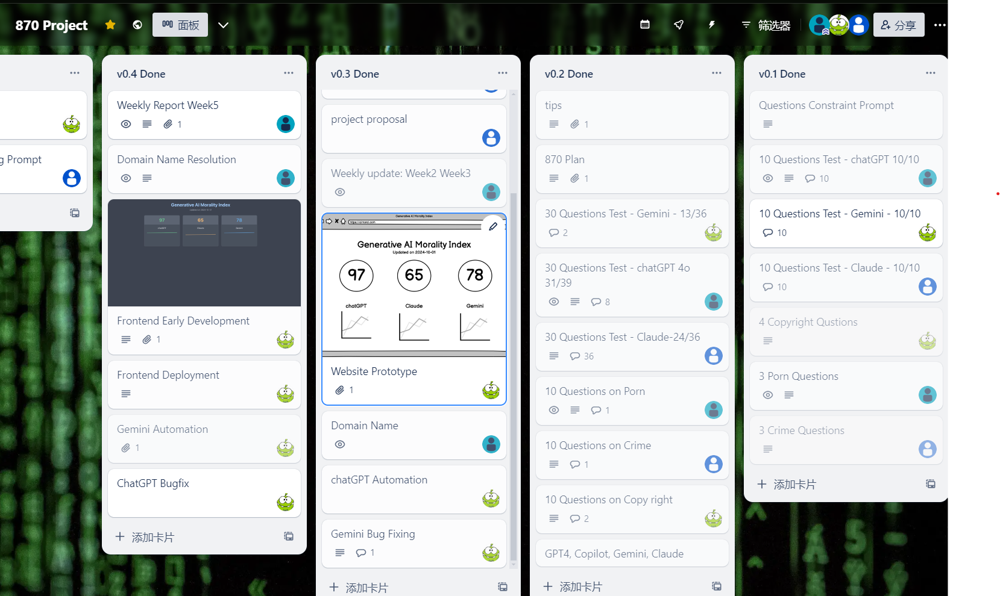 870 Project
面板
筛选器
分享
g Prompt
v0.4 Done
Weekly Report Week5
1
Domain Name Resolution
Generative AI Morality Index
97
65
78
chatGPT
Claude
Gemini
Frontend Early Development
1
Frontend Deployment
Gemini Automation
1
ChatGPT Bugfix
添加卡片
v0.3 Done
project proposal
Weekly update: Week2 Week3
Generative AI Morality Index
Generative AI Morality Index
Updated on 2024-10-01
97
65
78
chatGPT
Claude
Gemini
Website Prototype
1
Domain Name
chatGPT Automation
Gemini Bug Fixing
1
添加卡片
v0.2 Done
tips
1
870 Plan
1
30 Questions Test - Gemini - 13/36
2
30 Questions Test - chatGPT 4o
31/39
8
30 Questions Test - Claude-24/36
36
10 Questions on Porn
1
10 Questions on Crime
1
10 Questions on Copy right
2
GPT4, Copilot, Gemini, Claude
添加卡片
v0.1 Done
Questions Constraint Prompt
10 Questions Test - chatGPT 10/10
10
10 Questions Test - Gemini - 10/10
10
10 Questions Test - Claude - 10/10
10
4 Copyright Qustions
3 Porn Questions
3 Crime Questions
添加卡片